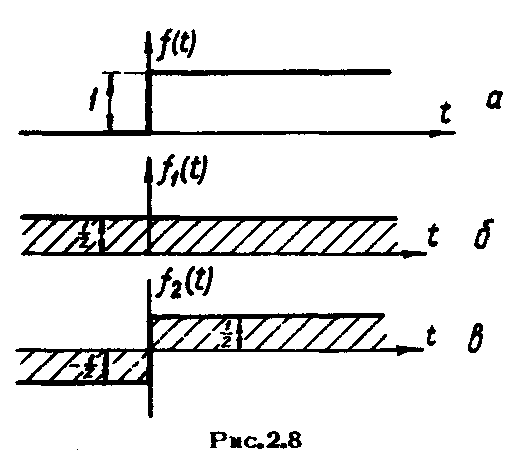 f(t)
1
t
а
f₁(t)
1/2
t
б
f₂(t)
1/2
t
в
-1/2
Рис.2.8